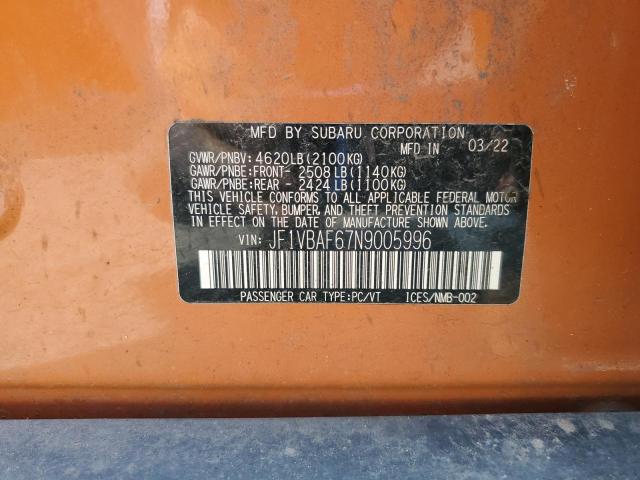 MFD BY SUBARU CORPORATION
MFD IN 03/22
GVWR/PNBV: 4620LB(2100KG)
GAWR/PNBE:FRONT- 2508LB(1140KG)
GAWR/PNBE:REAR - 2424LB(1100KG)
THIS VEHICLE CONFORMS TO ALL APPLICABLE FEDERAL MOTOR
VEHICLE SAFETY, BUMPER, AND THEFT PREVENTION STANDARDS
IN EFFECT ON THE DATE OF MANUFACTURE SHOWN ABOVE.
VIN: JF1VBAF67N9005996
PASSENGER CAR TYPE:PC/VT ICES/NMB-002